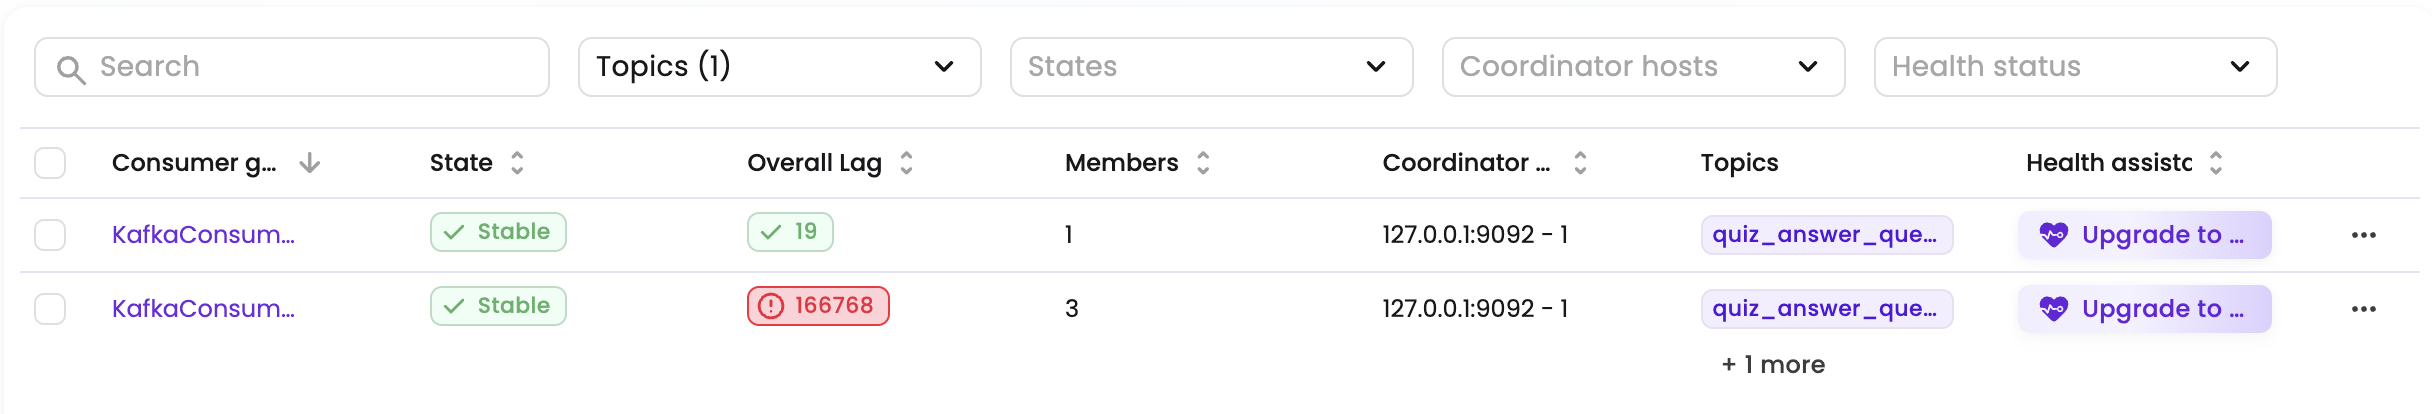 Search Topics (1) States Coordinator hosts Health status
Consumer g... State Overall Lag Members Coordinator ... Topics Health assista
KafkaConsum... Stable 19 1 127.0.0.1:9092 - 1 quiz_answer_que... Upgrade to ...
KafkaConsum... Stable 166768 3 127.0.0.1:9092 - 1 quiz_answer_que... Upgrade to ...
+ 1 more